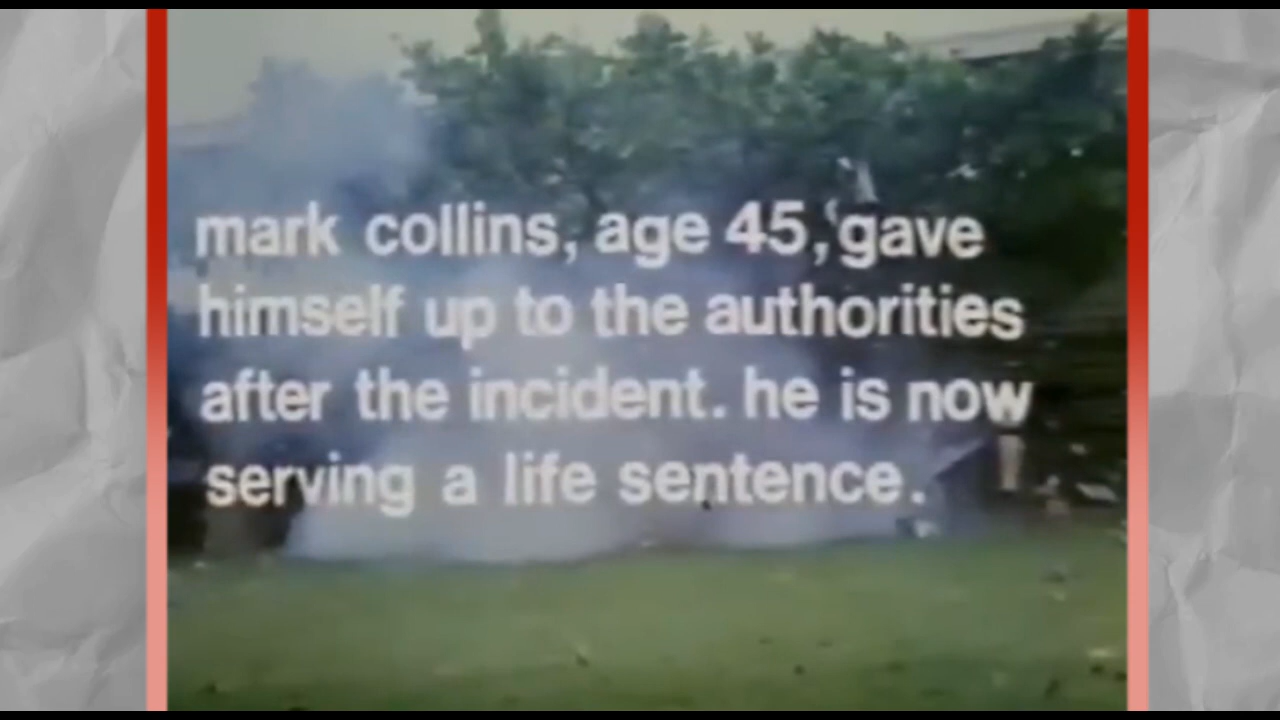 mark collins, age 45, gave
himself up to the authorities
after the incident. he is now
serving a life sentence.